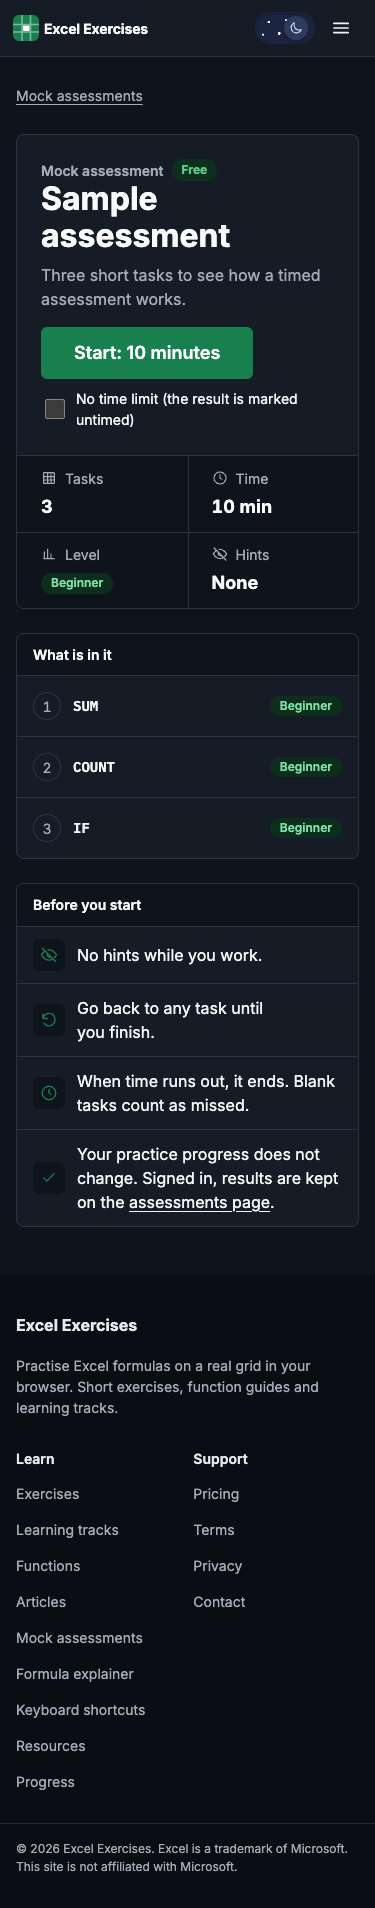 Excel Exercises
Mock assessments
Mock assessment Free
Sample
assessment
Three short tasks to see how a timed
assessment works.
Start: 10 minutes
No time limit (the result is marked
untimed)
Tasks
3
Time
10 min
Level
Beginner
Hints
None
What is in it
1 SUM Beginner
2 COUNT Beginner
3 IF Beginner
Before you start
No hints while you work.
Go back to any task until
you finish.
When time runs out, it ends. Blank
tasks count as missed.
Your practice progress does not
change. Signed in, results are kept
on the assessments page.
Excel Exercises
Practise Excel formulas on a real grid in your
browser. Short exercises, function guides and
learning tracks.
Learn
Exercises
Learning tracks
Functions
Articles
Mock assessments
Formula explainer
Keyboard shortcuts
Resources
Progress
Support
Pricing
Terms
Privacy
Contact
© 2026 Excel Exercises. Excel is a trademark of Microsoft.
This site is not affiliated with Microsoft.